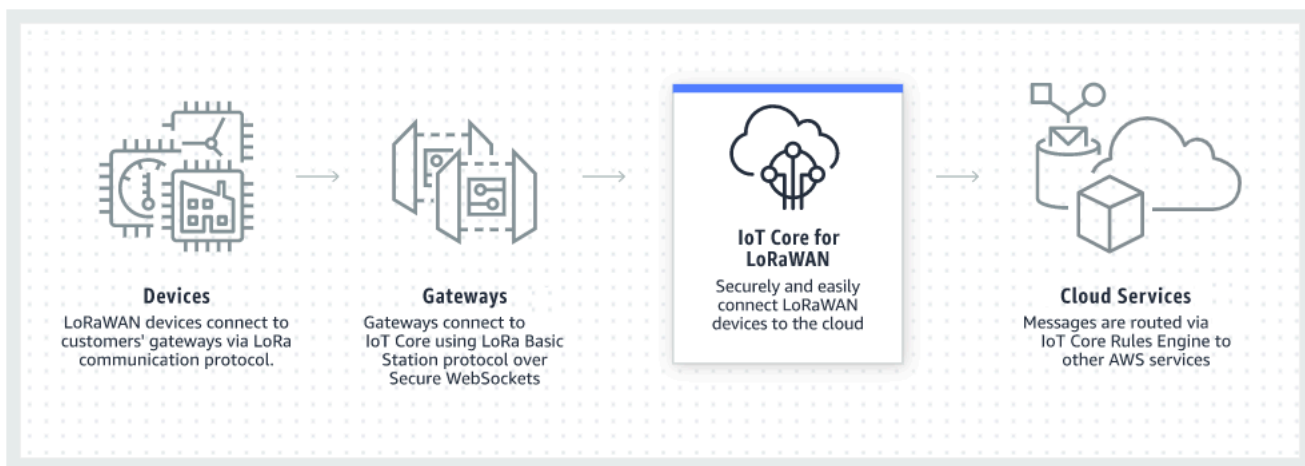 Devices
LoRaWAN devices connect to
customers' gateways via LoRa
communication protocol.
Gateways
Gateways connect to
IoT Core using LoRa Basic
Station protocol over
Secure WebSockets
IoT Core for
LoRaWAN
Securely and easily
connect LoRaWAN
devices to the cloud
Cloud Services
Messages are routed via
IoT Core Rules Engine to
other AWS services